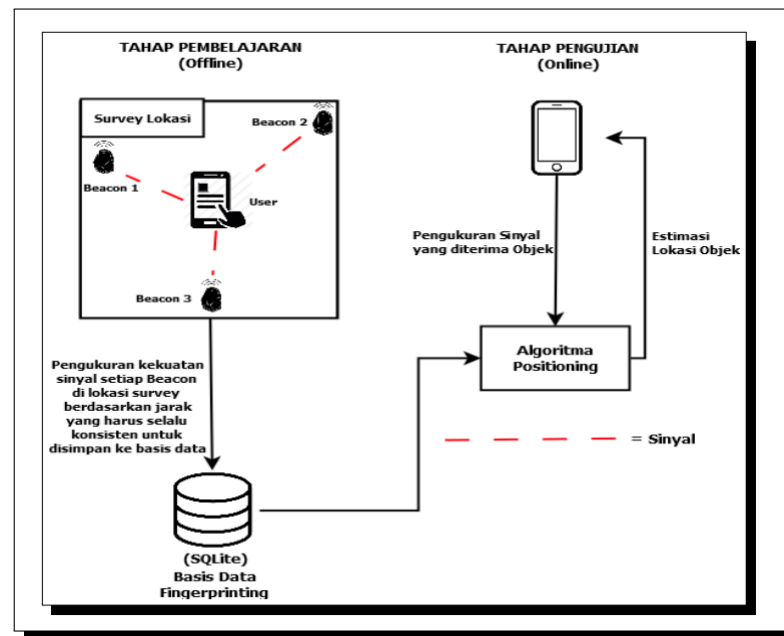 TAHAP PEMBELAJARAN
(Offline)
Survey Lokasi
Beacon 2
Beacon 1
User
Beacon 3
Pengukuran kekuatan
sinyal setiap Beacon
di lokasi survey
berdasarkan jarak
yang harus selalu
konsisten untuk
disimpan ke basis data
(SQLite)
Basis Data
Fingerprinting
TAHAP PENGUJIAN
(Online)
Pengukuran Sinyal
yang diterima Objek
Estimasi
Lokasi Objek
Algoritma
Positioning
= Sinyal